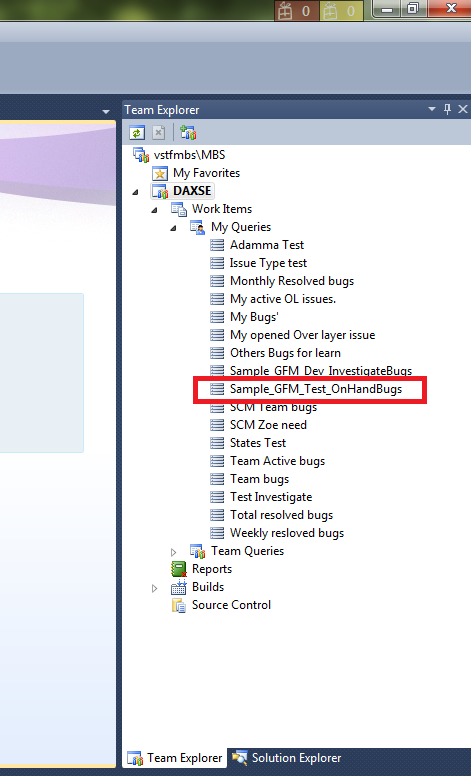 0 0
Team Explorer
vstfmbs\MBS
My Favorites
DAXSE
Work Items
My Queries
Adamma Test
Issue Type test
Monthly Resolved bugs
My active OL issues.
My Bugs'
My opened Over layer issue
Others Bugs for learn
Sample_GFM_Dev_InvestigateBugs
Sample_GFM_Test_OnHandBugs
SCM Team bugs
SCM Zoe need
States Test
Team Active bugs
Team bugs
Test Investigate
Total resolved bugs
Weekly resloved bugs
Team Queries
Reports
Builds
Source Control
Team Explorer Solution Explorer